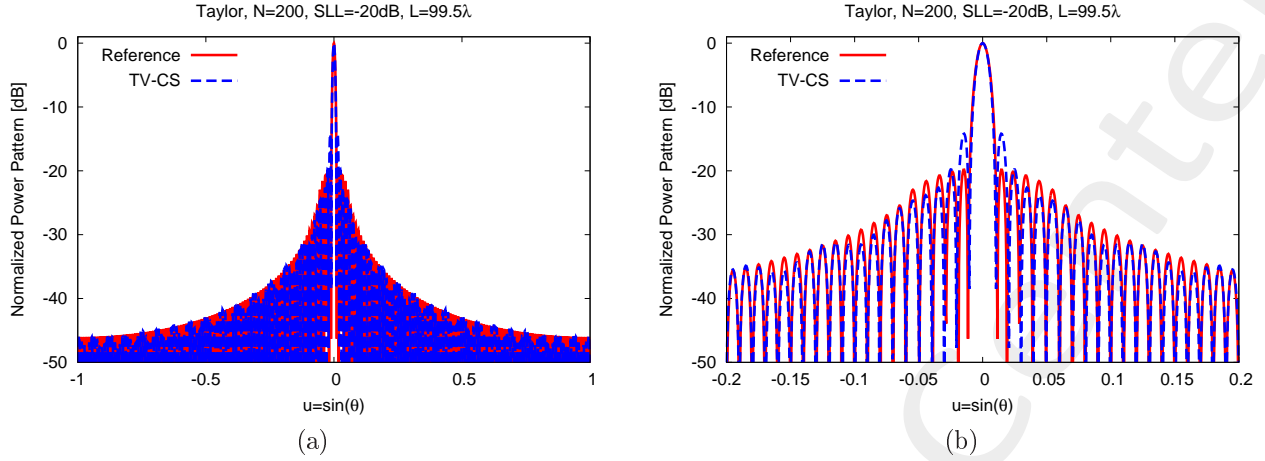 Taylor, N=200, SLL=-20dB, L=99.5λ
Reference
TV-CS
Normalized Power Pattern [dB]
0
-10
-20
-30
-40
-50
-1
-0.5
0
0.5
1
u=sin(θ)
(a)
Taylor, N=200, SLL=-20dB, L=99.5λ
Reference
TV-CS
Normalized Power Pattern [dB]
0
-10
-20
-30
-40
-50
-0.2
-0.15
-0.1
-0.05
0
0.05
0.1
0.15
0.2
u=sin(θ)
(b)